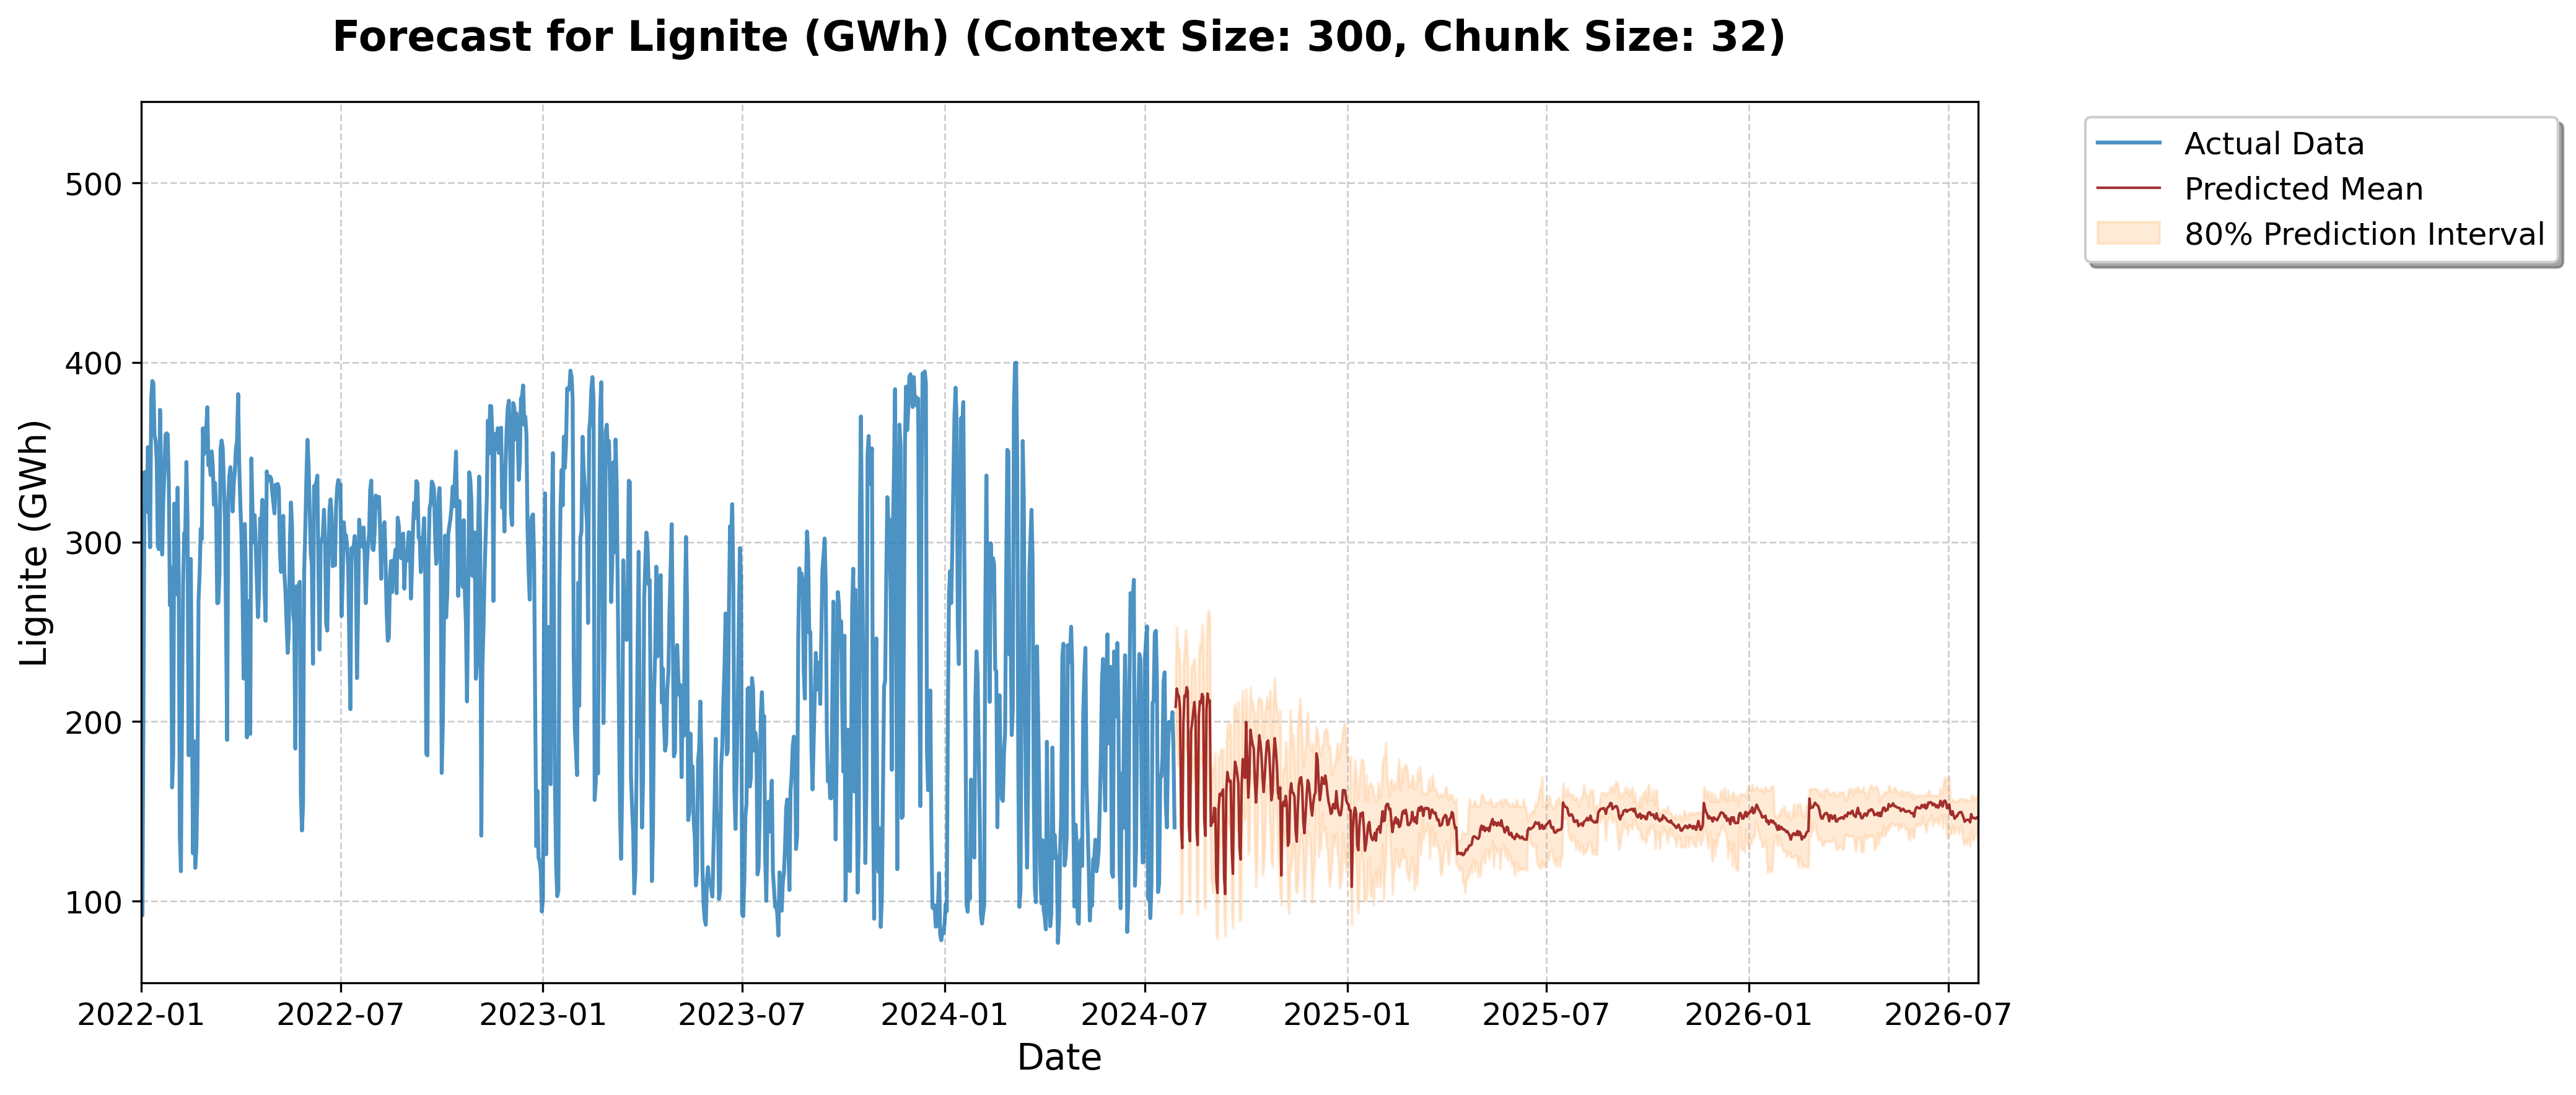 Forecast for Lignite (GWh) (Context Size: 300, Chunk Size: 32)
Actual Data
Predicted Mean
80% Prediction Interval
Lignite (GWh)
500
400
300
200
100
2022-01 2022-07 2023-01 2023-07 2024-01 2024-07 2025-01 2025-07 2026-01 2026-07
Date